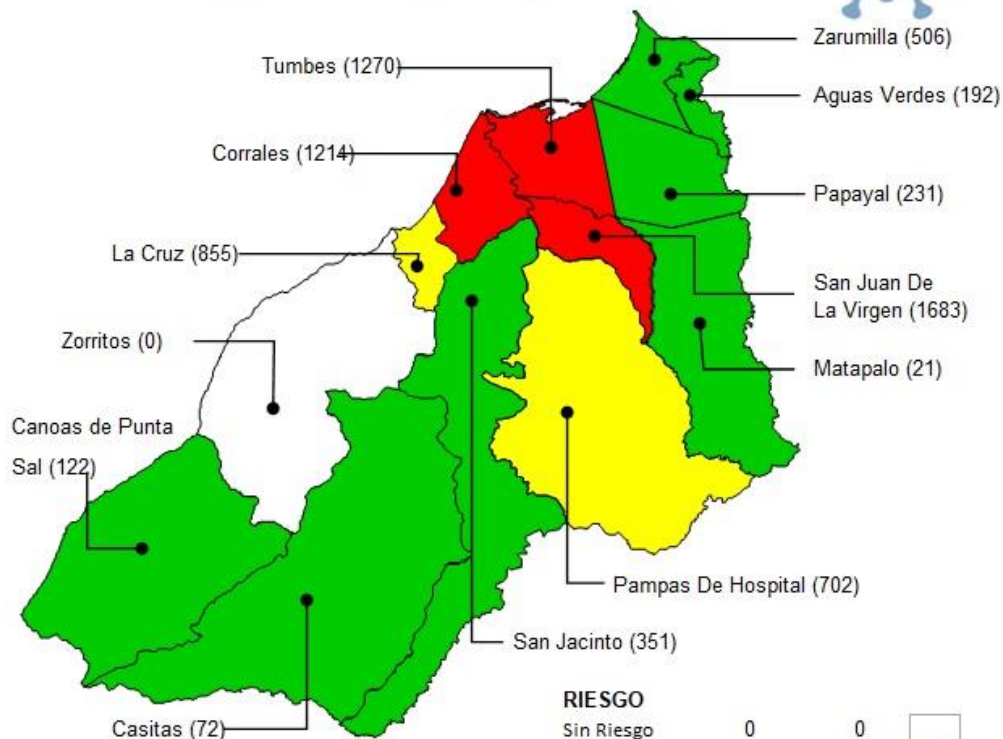 Zarumilla (506)
Tumbes (1270)
Aguas Verdes (192)
Corrales (1214)
Papayal (231)
La Cruz (855)
San Juan De
La Virgen (1683)
Zorritos (0)
Matapalo (21)
Canoas de Punta
Sal (122)
Pampas De Hospital (702)
San Jacinto (351)
Casitas (72)
RIESGO
Sin Riesgo 0 0